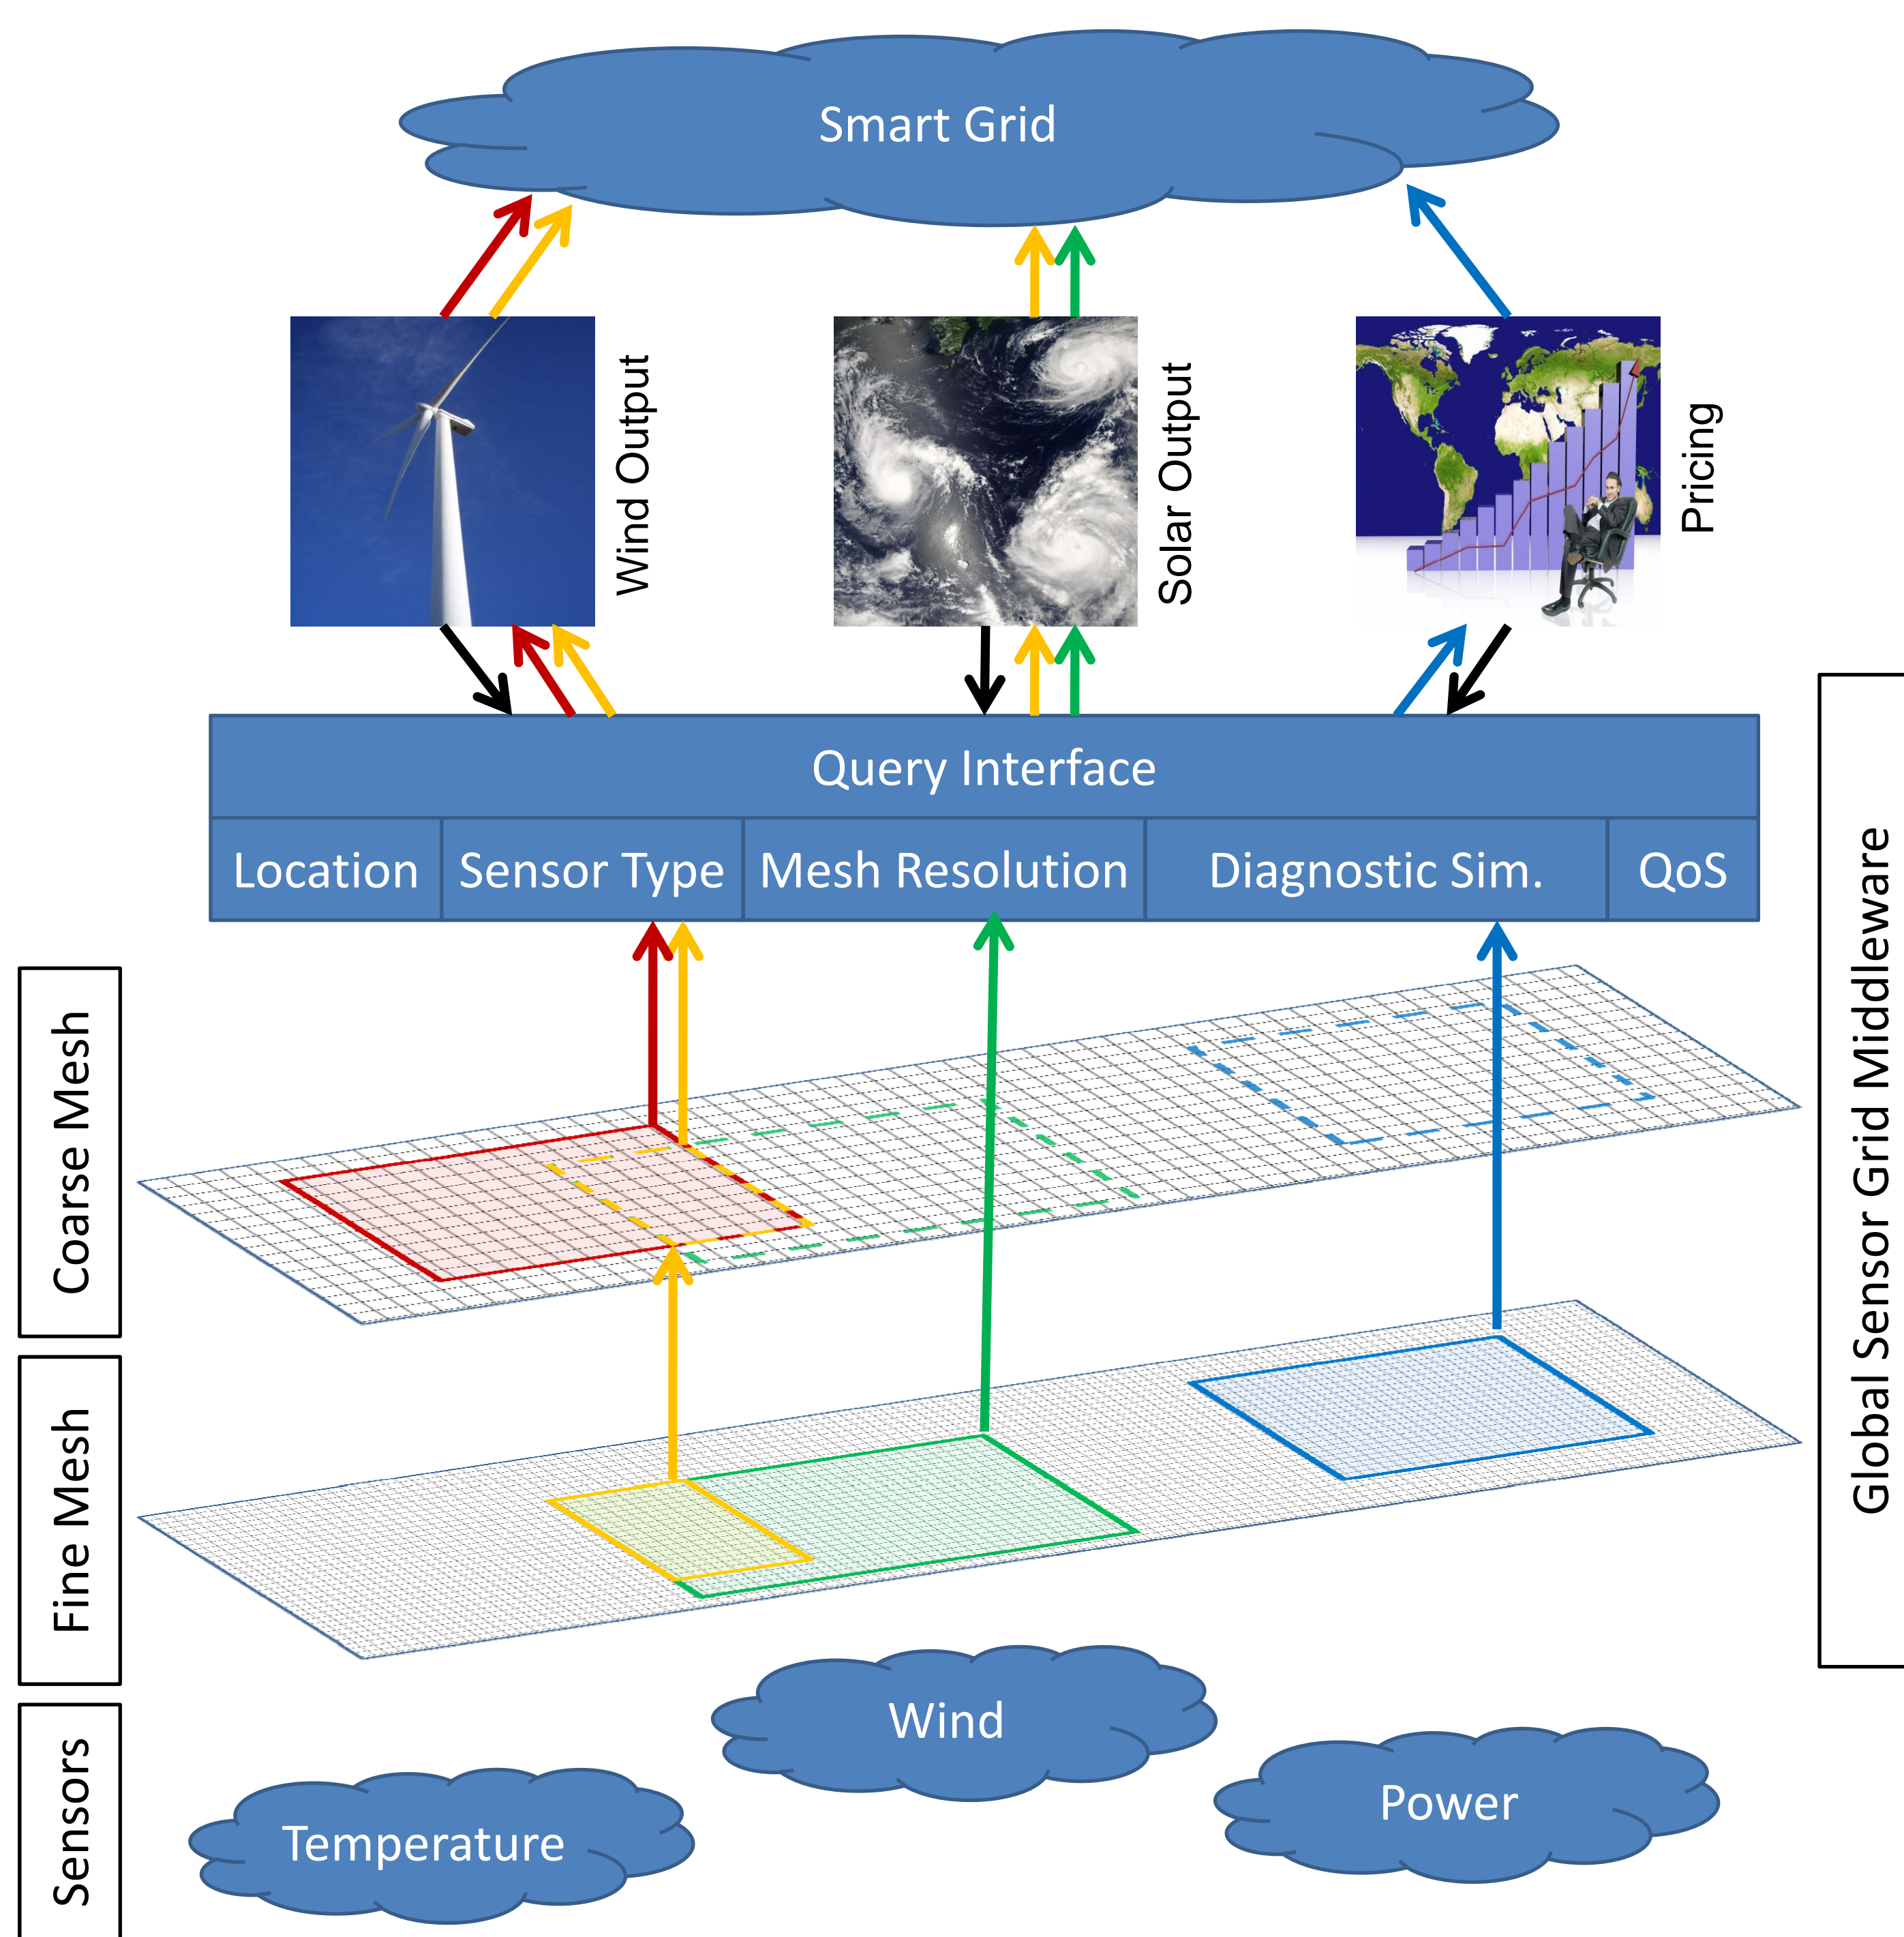 Smart Grid
Wind Output
Solar Output
Pricing
Query Interface
Location
Sensor Type
Mesh Resolution
Diagnostic Sim.
QoS
Global Sensor Grid Middleware
Coarse Mesh
Fine Mesh
Sensors
Wind
Power
Temperature